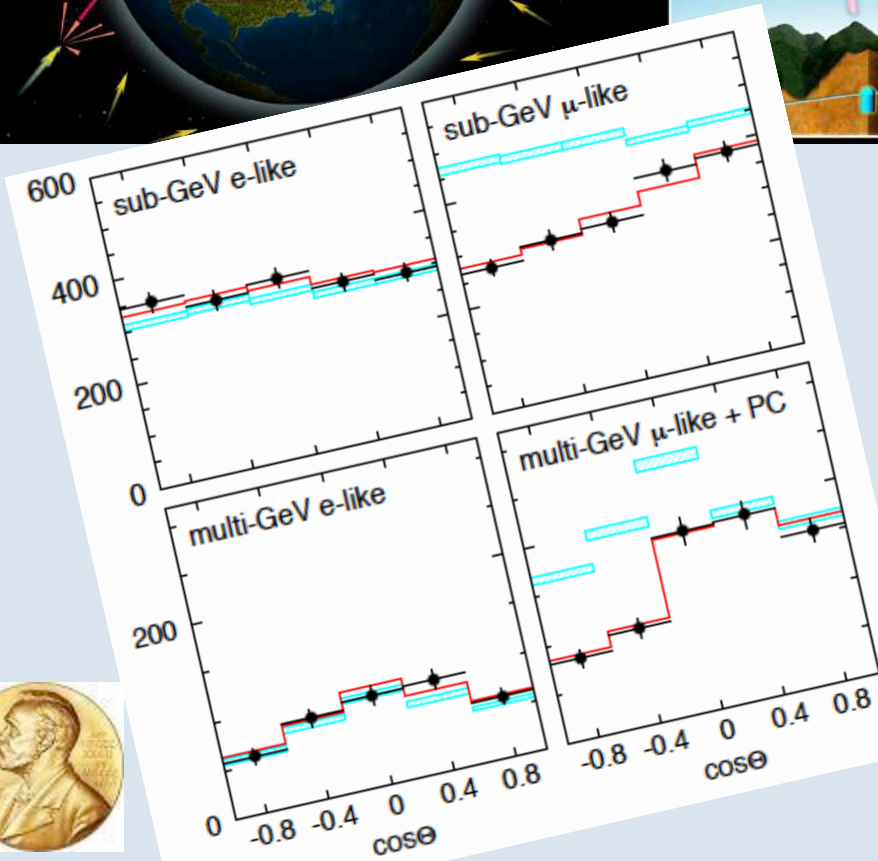 600
400
200
0
sub-GeV e-like
sub-GeV μ-like
200
0
multi-GeV e-like
multi-GeV μ-like + PC
-0.8 -0.4 0 0.4 0.8
cosΘ
-0.8 -0.4 0 0.4 0.8
cosΘ